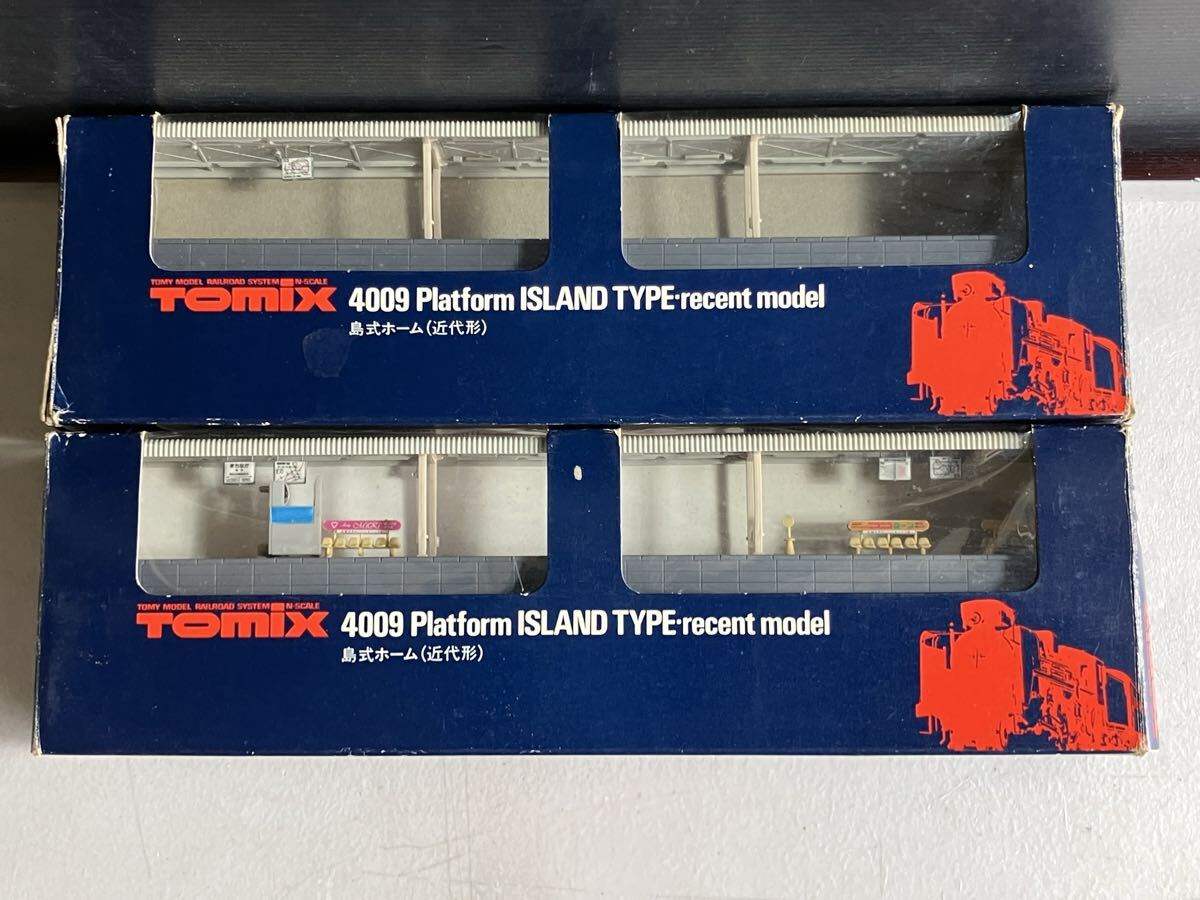 TOMY MODEL RAILROAD SYSTEM N-SCALE
TOMIX 4009 Platform ISLAND TYPE·recent model
島式ホーム(近代形)
TOMY MODEL RAILROAD SYSTEM N-SCALE
TOMIX 4009 Platform ISLAND TYPE·recent model
島式ホーム(近代形)